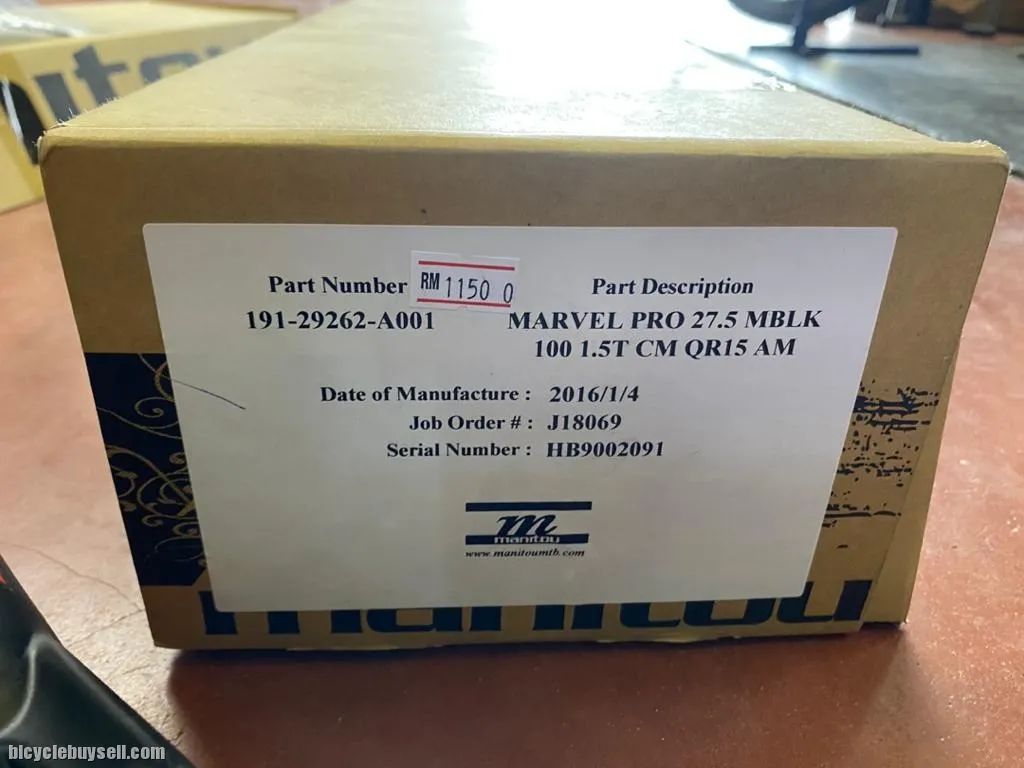 Part Number
RM 1150 0
Part Description
191-29262-A001
MARVEL PRO 27.5 MBLK
100 1.5T CM QR15 AM
Date of Manufacture : 2016/1/4
Job Order # : J18069
Serial Number : HB9002091
m
manitou
www.manitoumtb.com
manitou
bicyclebuysell.com